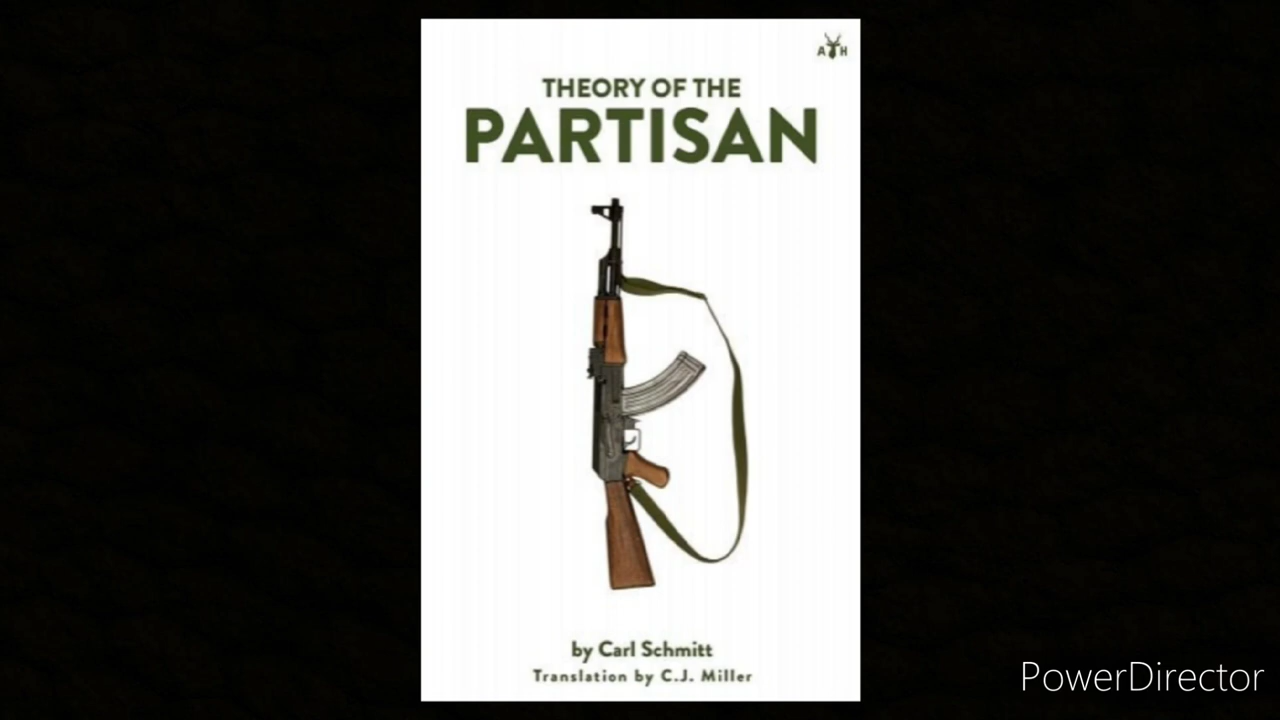 A H
THEORY OF THE
PARTISAN
by Carl Schmitt
Translation by C.J. Miller
PowerDirector